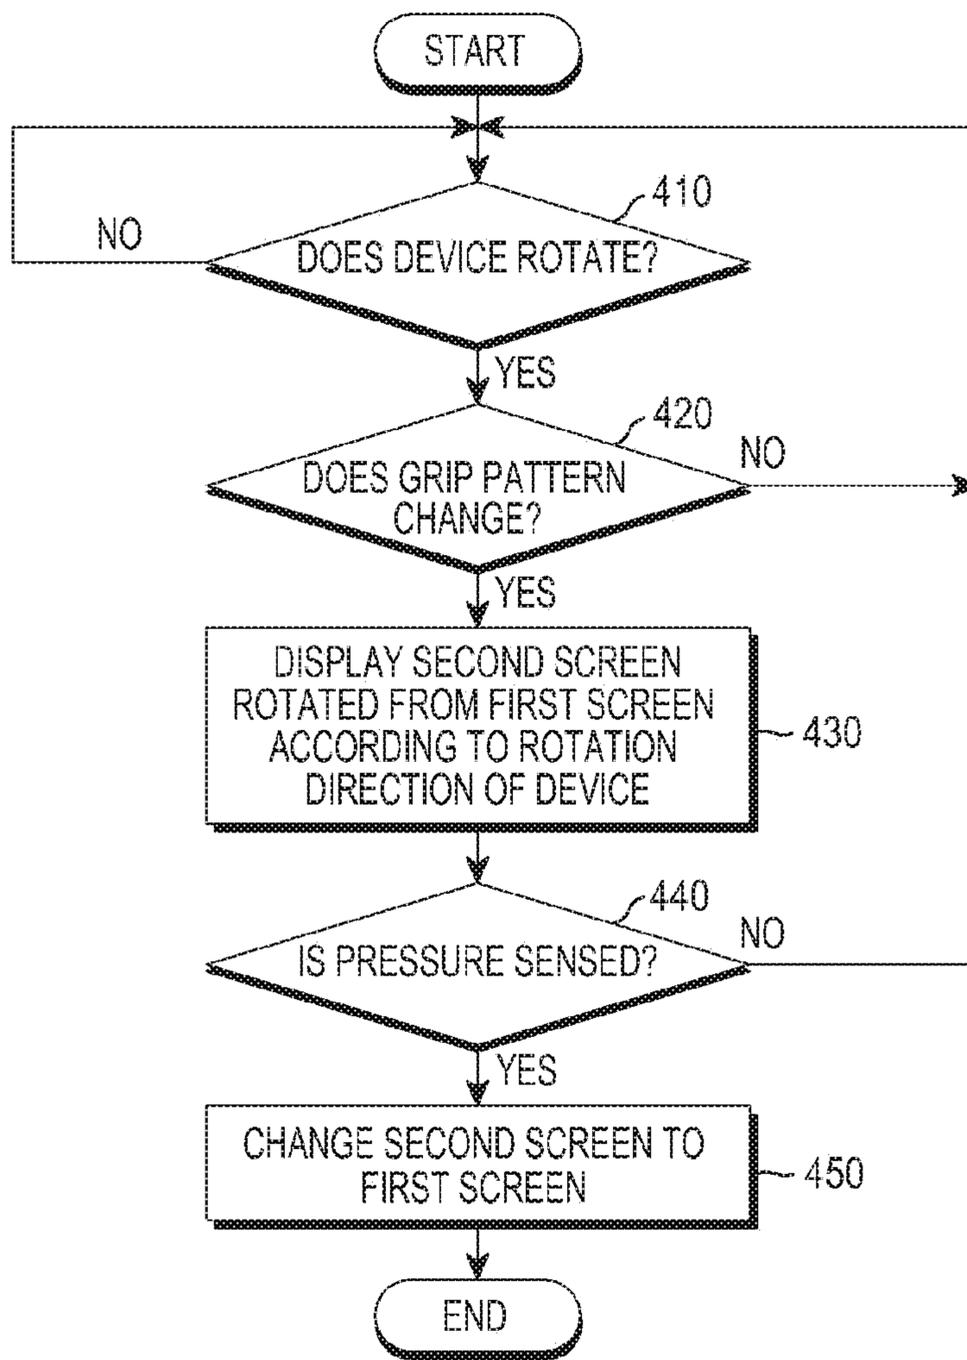 START
410
NO
DOES DEVICE ROTATE?
YES
420
NO
DOES GRIP PATTERN
CHANGE?
YES
DISPLAY SECOND SCREEN
ROTATED FROM FIRST SCREEN
ACCORDING TO ROTATION
DIRECTION OF DEVICE
430
440
NO
IS PRESSURE SENSED?
YES
CHANGE SECOND SCREEN TO
FIRST SCREEN
450
END